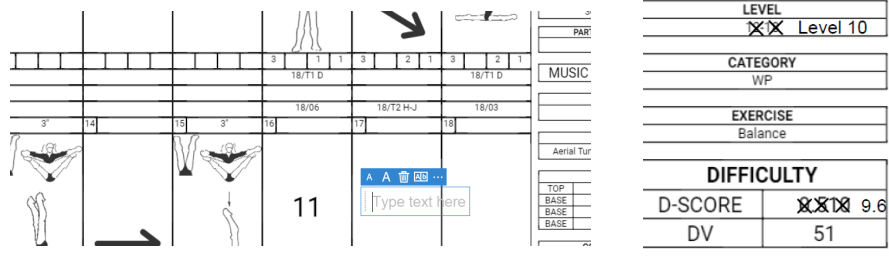 3 1 3 2 1 3 2 1
18/T1 D 18/T1 D
18/06 18/T2 H-J 18/03
3" 14 15 3" 16 17 18
11
A A Ab ...
Type text here
PART
MUSIC
Aerial Tur
TOP
BASE
BASE
BASE
LEVEL
Level 10
CATEGORY
WP
EXERCISE
Balance
DIFFICULTY
D-SCORE 9.6
DV 51